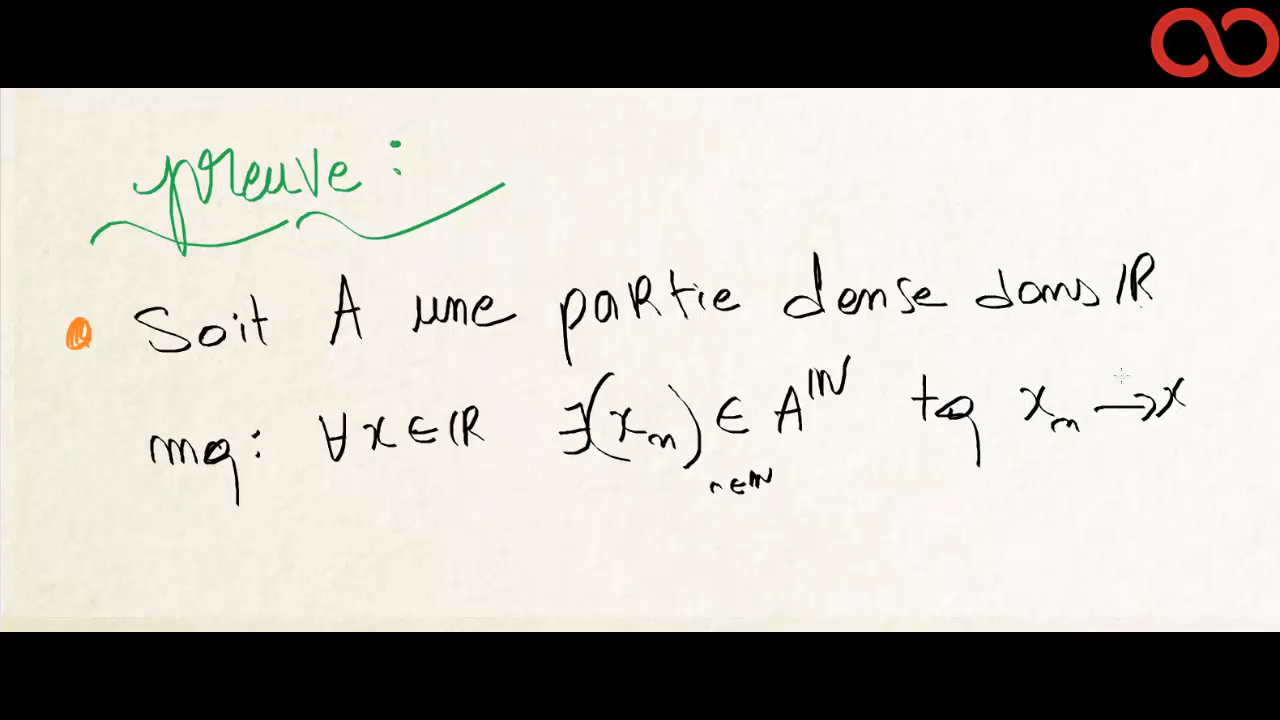 preuve :
Soit A une partie dense dans ℝ
mq : ∀x∈ℝ ∃(xₙ)ₙ∈ℕ ∈ A^ℕ tq xₙ → x